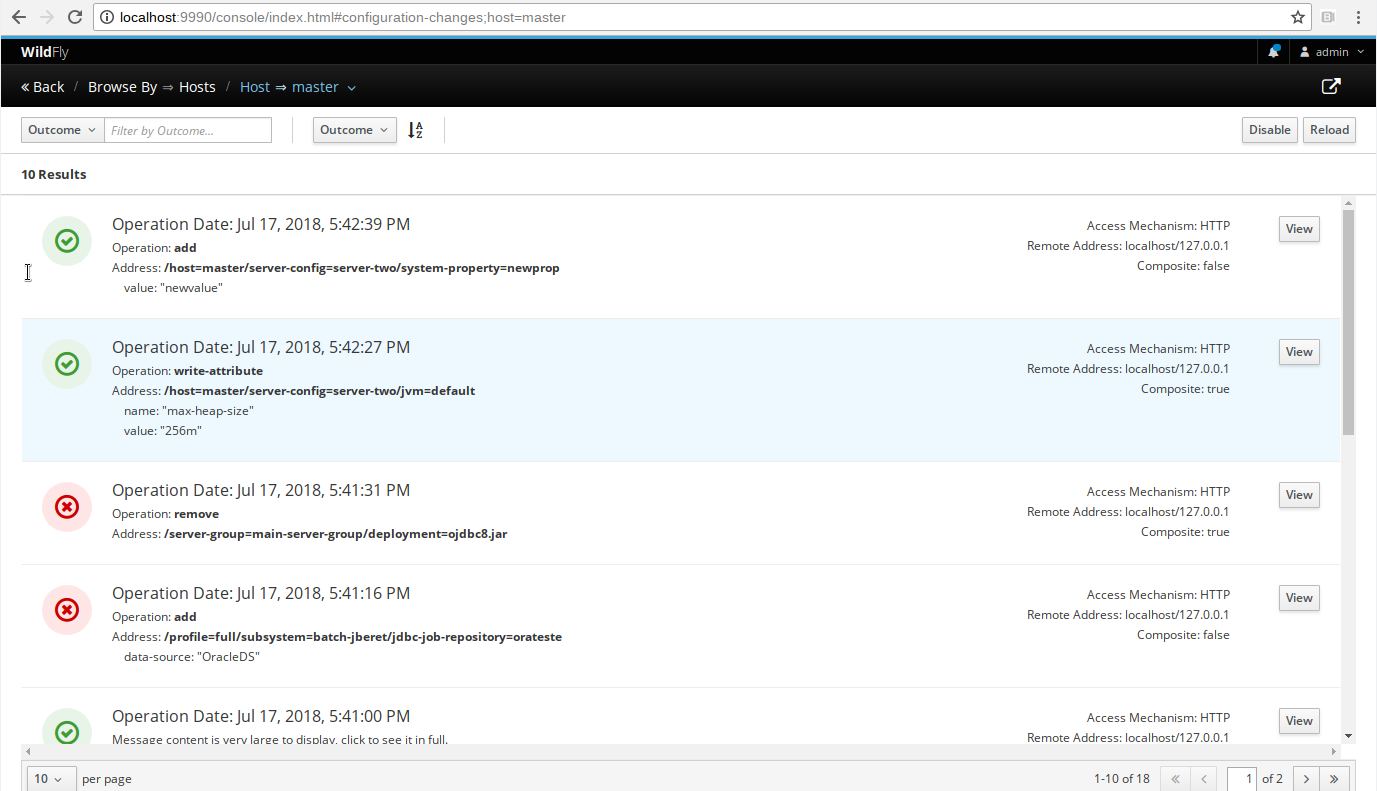 localhost:9990/console/index.html#configuration-changes;host=master
WildFly
admin
« Back / Browse By ⇒ Hosts / Host ⇒ master
Outcome Filter by Outcome... Outcome Disable Reload
10 Results
Operation Date: Jul 17, 2018, 5:42:39 PM
Operation: add
Address: /host=master/server-config=server-two/system-property=newprop
value: "newvalue"
Access Mechanism: HTTP
Remote Address: localhost/127.0.0.1
Composite: false
View
Operation Date: Jul 17, 2018, 5:42:27 PM
Operation: write-attribute
Address: /host=master/server-config=server-two/jvm=default
name: "max-heap-size"
value: "256m"
Access Mechanism: HTTP
Remote Address: localhost/127.0.0.1
Composite: true
View
Operation Date: Jul 17, 2018, 5:41:31 PM
Operation: remove
Address: /server-group=main-server-group/deployment=ojdbc8.jar
Access Mechanism: HTTP
Remote Address: localhost/127.0.0.1
Composite: true
View
Operation Date: Jul 17, 2018, 5:41:16 PM
Operation: add
Address: /profile=full/subsystem=batch-jberet/jdbc-job-repository=orateste
data-source: "OracleDS"
Access Mechanism: HTTP
Remote Address: localhost/127.0.0.1
Composite: false
View
Operation Date: Jul 17, 2018, 5:41:00 PM
Message content is very large to display, click to see it in full.
Access Mechanism: HTTP
Remote Address: localhost/127.0.0.1
View
10 per page 1-10 of 18 « ‹ 1 of 2 › »